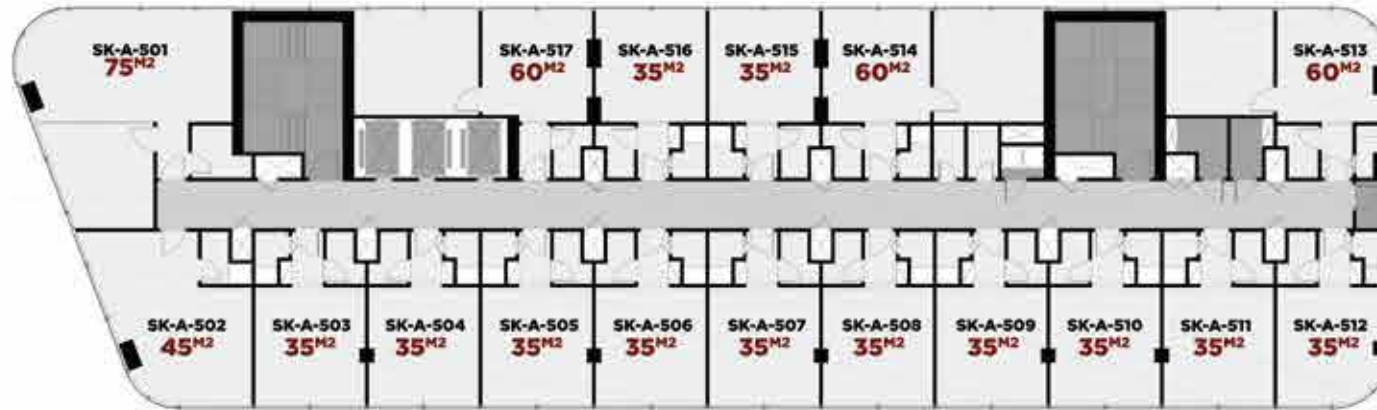 SK-A-501
75M2
SK-A-517
60M2
SK-A-516
35M2
SK-A-515
35M2
SK-A-514
60M2
SK-A-513
60M2
SK-A-502
45M2
SK-A-503
35M2
SK-A-504
35M2
SK-A-505
35M2
SK-A-506
35M2
SK-A-507
35M2
SK-A-508
35M2
SK-A-509
35M2
SK-A-510
35M2
SK-A-511
35M2
SK-A-512
35M2